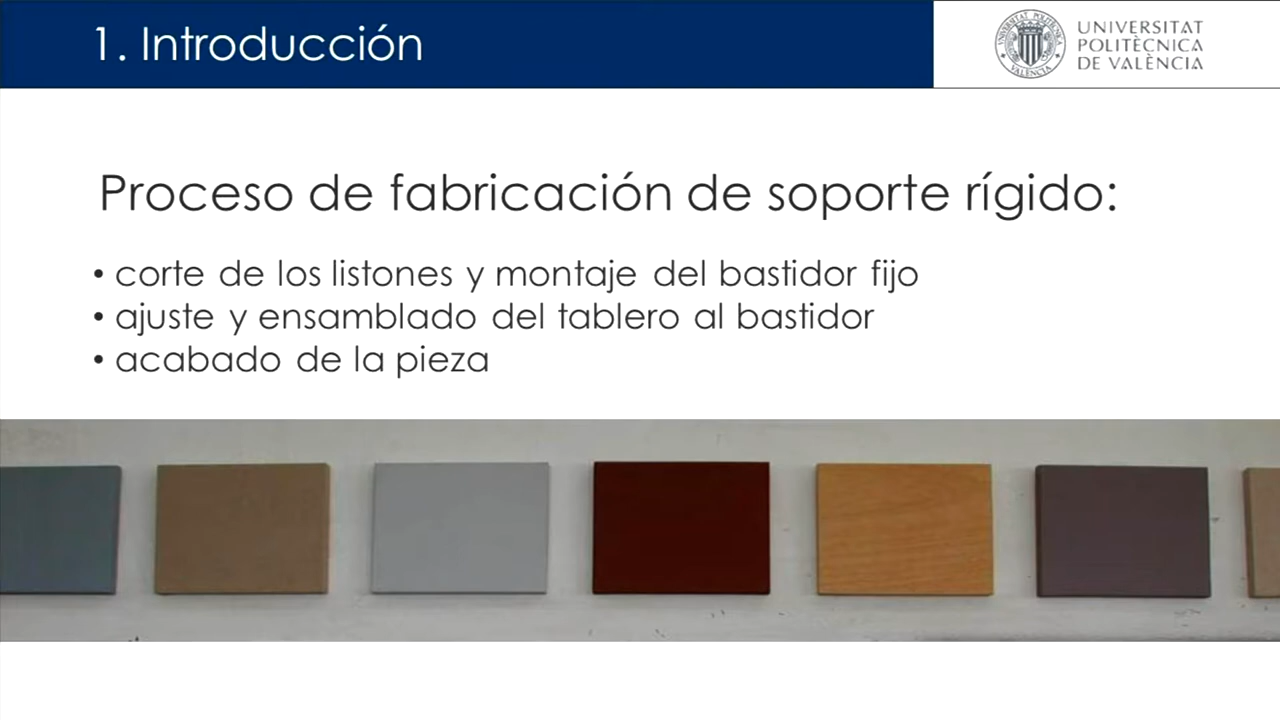 1. Introducción
UNIVERSITAT
POLITÈCNICA
DE VALÈNCIA
Proceso de fabricación de soporte rígido:
• corte de los listones y montaje del bastidor fijo
• ajuste y ensamblado del tablero al bastidor
• acabado de la pieza